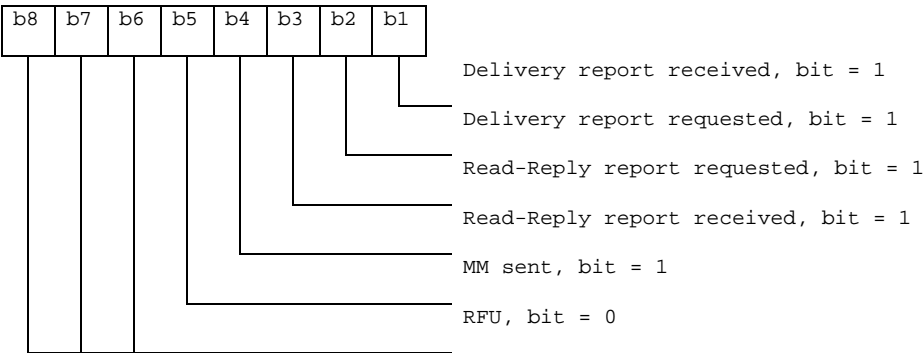 b8 b7 b6 b5 b4 b3 b2 b1
Delivery report received, bit = 1
Delivery report requested, bit = 1
Read-Reply report requested, bit = 1
Read-Reply report received, bit = 1
MM sent, bit = 1
RFU, bit = 0